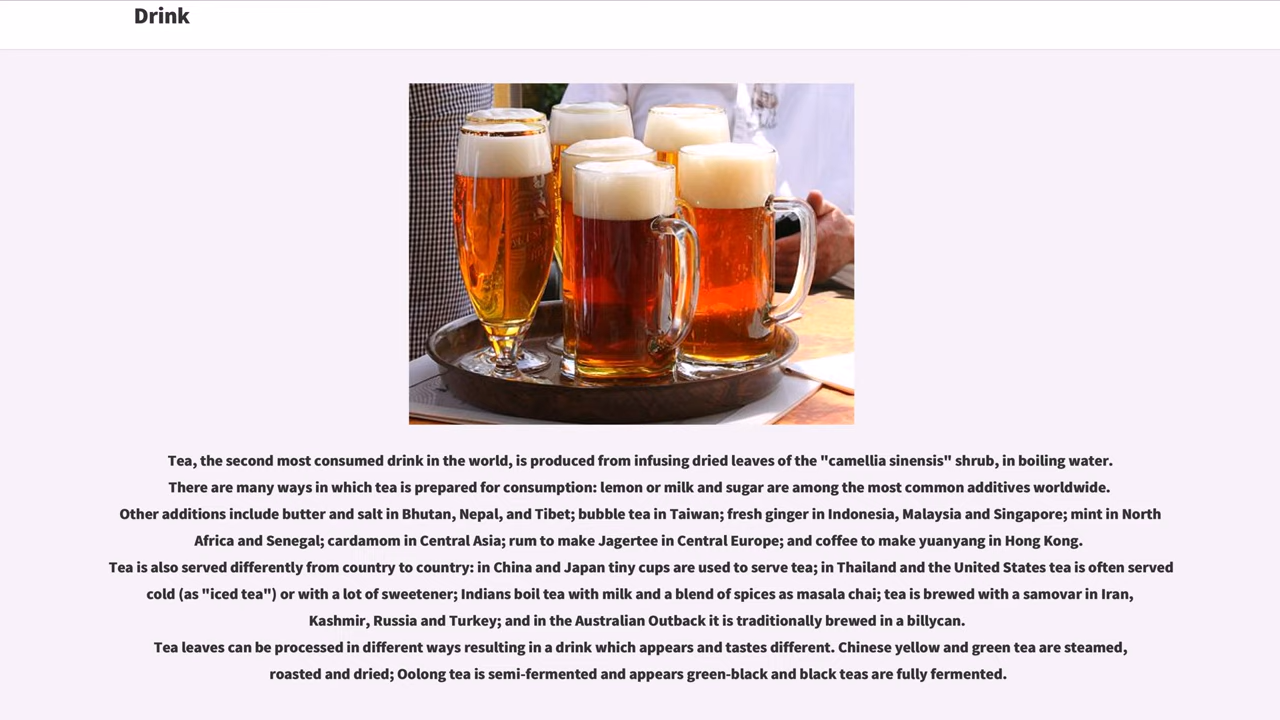 Drink
Tea, the second most consumed drink in the world, is produced from infusing dried leaves of the "camellia sinensis" shrub, in boiling water.
There are many ways in which tea is prepared for consumption: lemon or milk and sugar are among the most common additives worldwide.
Other additions include butter and salt in Bhutan, Nepal, and Tibet; bubble tea in Taiwan; fresh ginger in Indonesia, Malaysia and Singapore; mint in North
Africa and Senegal; cardamom in Central Asia; rum to make Jagertee in Central Europe; and coffee to make yuanyang in Hong Kong.
Tea is also served differently from country to country: in China and Japan tiny cups are used to serve tea; in Thailand and the United States tea is often served
cold (as "iced tea") or with a lot of sweetener; Indians boil tea with milk and a blend of spices as masala chai; tea is brewed with a samovar in Iran,
Kashmir, Russia and Turkey; and in the Australian Outback it is traditionally brewed in a billycan.
Tea leaves can be processed in different ways resulting in a drink which appears and tastes different. Chinese yellow and green tea are steamed,
roasted and dried; Oolong tea is semi-fermented and appears green-black and black teas are fully fermented.